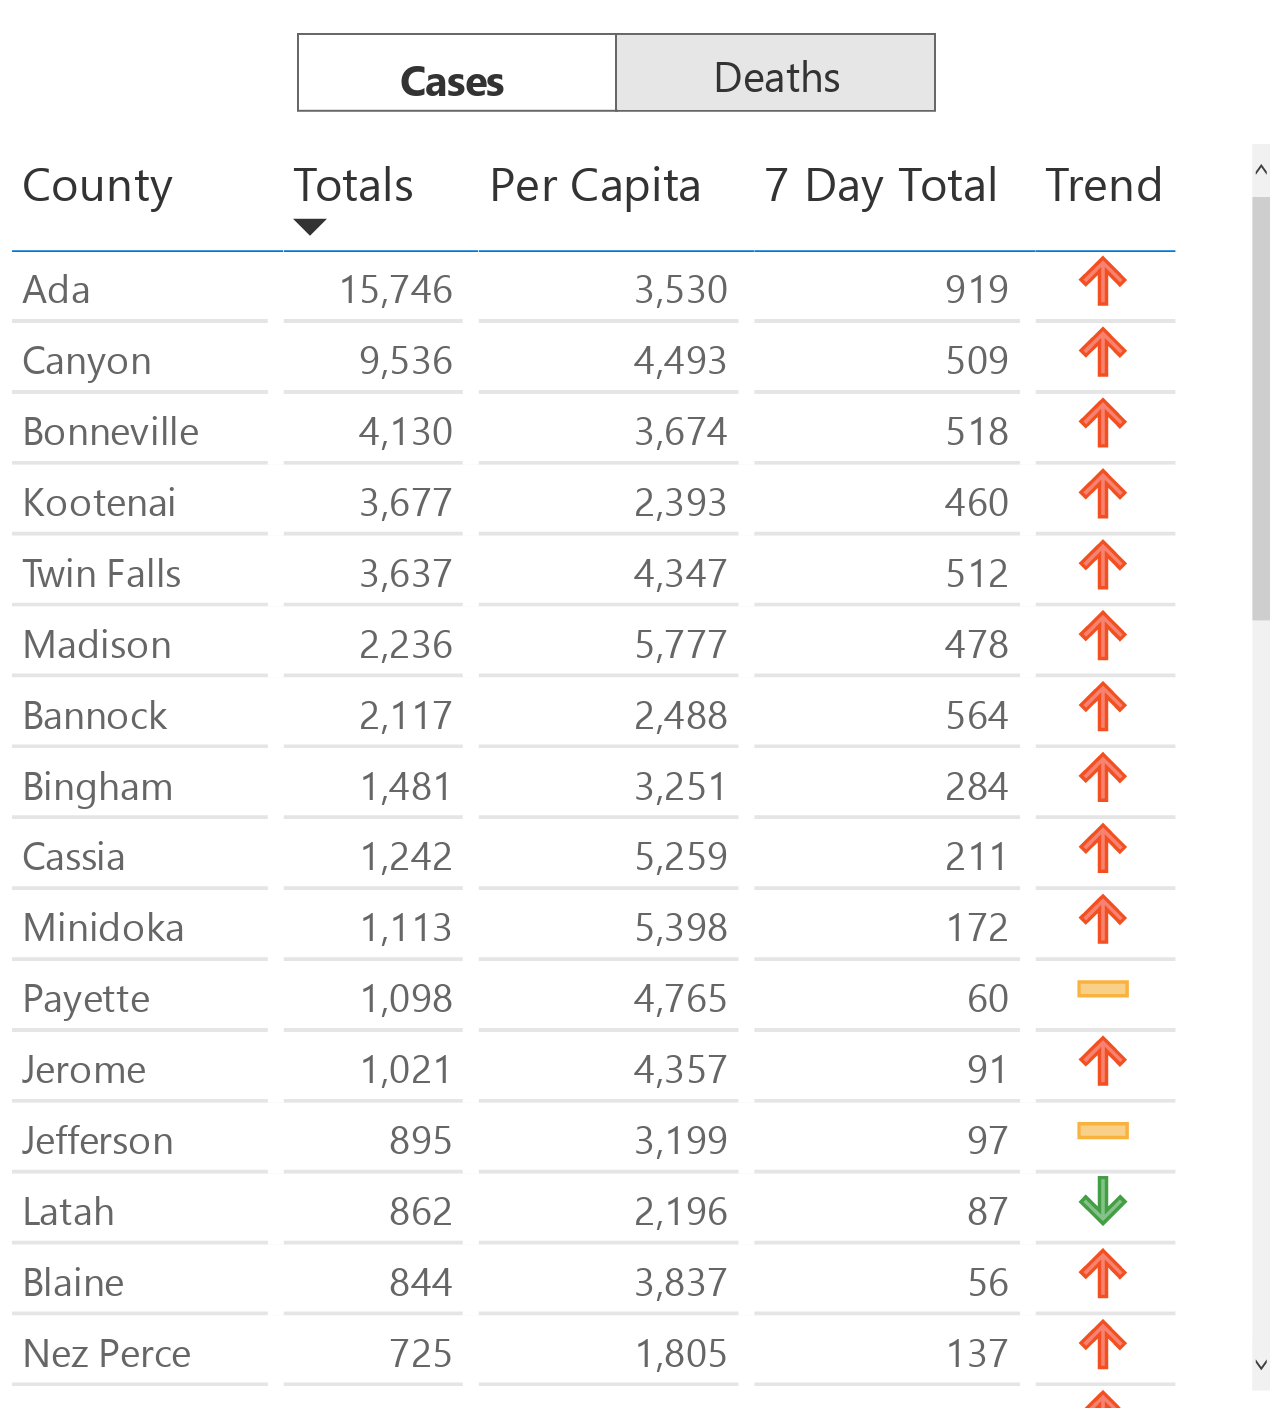 Cases Deaths
County Totals Per Capita 7 Day Total Trend
Ada 15,746 3,530 919
Canyon 9,536 4,493 509
Bonneville 4,130 3,674 518
Kootenai 3,677 2,393 460
Twin Falls 3,637 4,347 512
Madison 2,236 5,777 478
Bannock 2,117 2,488 564
Bingham 1,481 3,251 284
Cassia 1,242 5,259 211
Minidoka 1,113 5,398 172
Payette 1,098 4,765 60
Jerome 1,021 4,357 91
Jefferson 895 3,199 97
Latah 862 2,196 87
Blaine 844 3,837 56
Nez Perce 725 1,805 137